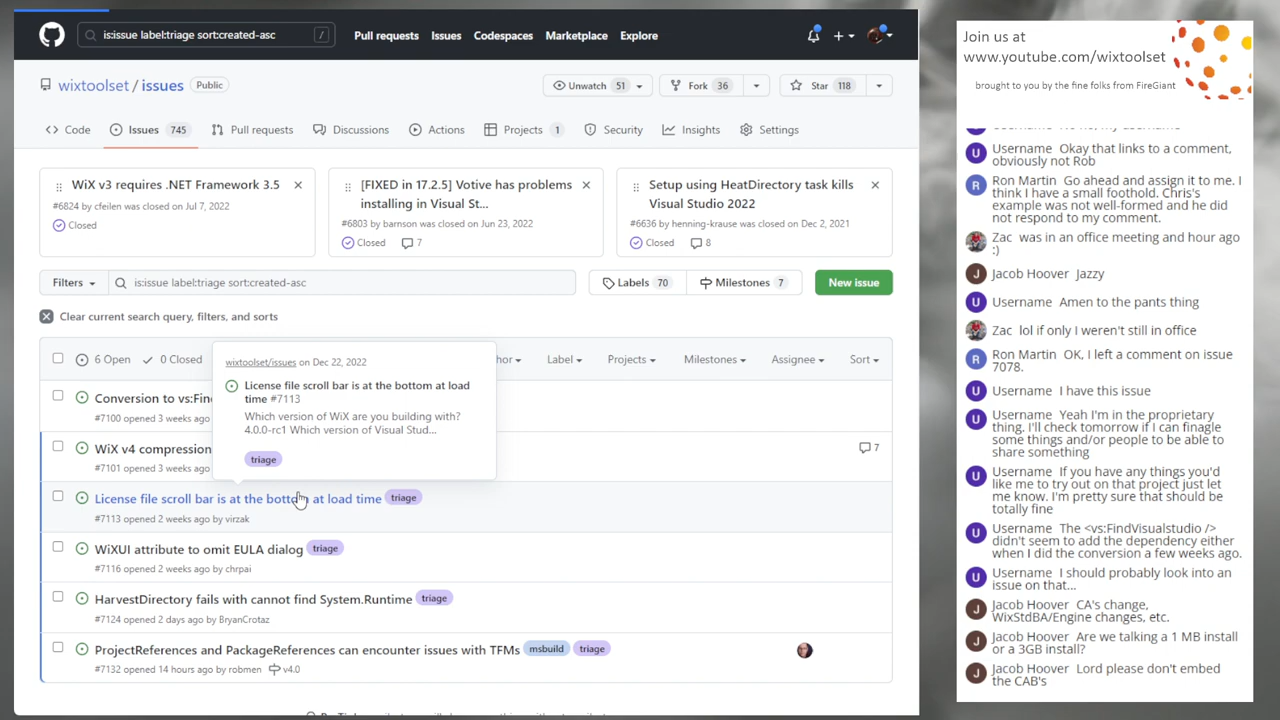 isissue label:triage sort:created-asc
/
Pull requests Issues Codespaces Marketplace Explore
wixtoolset / issues Public
Unwatch 51
Fork 36
Star 118
Code
Issues 745
Pull requests
Discussions
Actions
Projects 1
Security
Insights
Settings
WiX v3 requires .NET Framework 3.5
#6824 by cfeilen was closed on Jul 7, 2022
Closed
[FIXED in 17.2.5] Votive has problems
installing in Visual St...
#6803 by barnson was closed on Jun 23, 2022
Closed 7
Setup using HeatDirectory task kills
Visual Studio 2022
#6636 by henning-krause was closed on Dec 2, 2021
Closed 8
Filters
is:issue label:triage sort:created-asc
Labels 70
Milestones 7
New issue
Clear current search query, filters, and sorts
6 Open 0 Closed
hor Label Projects Milestones Assignee Sort
wixtoolset/issues on Dec 22, 2022
License file scroll bar is at the bottom at load
time #7113
Which version of WiX are you building with?
4.0.0-rc1 Which version of Visual Stud...
triage
Conversion to vs:Fin
#7100 opened 3 weeks ago
WiX v4 compression
#7101 opened 3 weeks ago
7
License file scroll bar is at the bottom at load time triage
#7113 opened 2 weeks ago by virzak
WiXUI attribute to omit EULA dialog triage
#7116 opened 2 weeks ago by chrpai
HarvestDirectory fails with cannot find System.Runtime triage
#7124 opened 2 days ago by BryanCrotaz
ProjectReferences and PackageReferences can encounter issues with TFMs msbuild triage
#7132 opened 14 hours ago by robmen v4.0
Join us at
www.youtube.com/wixtoolset
brought to you by the fine folks from FireGiant
U Username Okay that links to a comment,
obviously not Rob
R Ron Martin Go ahead and assign it to me. I
think I have a small foothold. Chris's
example was not well-formed and he did
not respond to my comment.
Zac was in an office meeting and hour ago
:)
J Jacob Hoover Jazzy
U Username Amen to the pants thing
Zac lol if only I weren't still in office
R Ron Martin OK, I left a comment on issue
7078.
U Username I have this issue
U Username Yeah I'm in the proprietary
thing. I'll check tomorrow if I can finagle
some things and/or people to be able to
share something
U Username If you have any things you'd
like me to try out on that project just let
me know. I'm pretty sure that should be
totally fine
U Username The <vs:FindVisualstudio />
didn't seem to add the dependency either
when I did the conversion a few weeks ago.
U Username I should probably look into an
issue on that...
J Jacob Hoover CA's change,
WixStdBA/Engine changes, etc.
J Jacob Hoover Are we talking a 1 MB install
or a 3GB install?
J Jacob Hoover Lord please don't embed
the CAB's